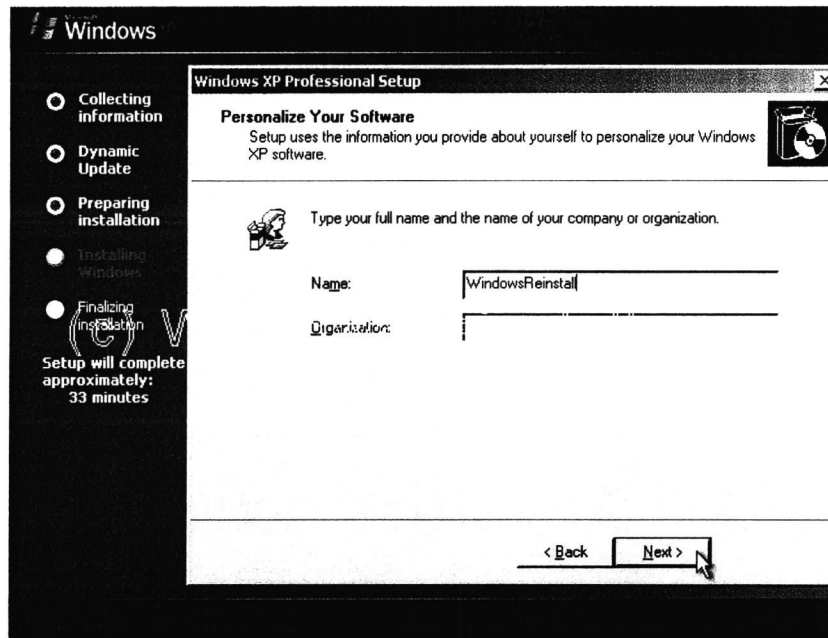 Windows
Collecting
information
Dynamic
Update
Preparing
installation
Installing
Windows
Finalizing
installation
Setup will complete
approximately:
33 minutes
Windows XP Professional Setup
Personalize Your Software
Setup uses the information you provide about yourself to personalize your Windows
XP software.
Type your full name and the name of your company or organization.
Name:
WindowsReinstall
Organization:
< Back
Next >
(c) W